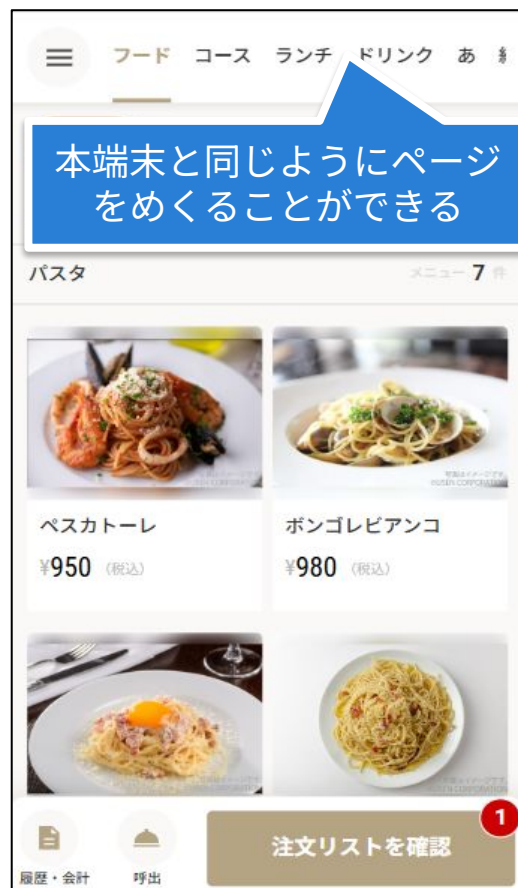 フード コース ランチ ドリンク あ
本端末と同じようにページ
をめくることができる
パスタ メニュー 7 件
ペスカトーレ ボンゴレビアンコ
¥950 (税込) ¥980 (税込)
1
注文リストを確認
履歴・会計 呼出